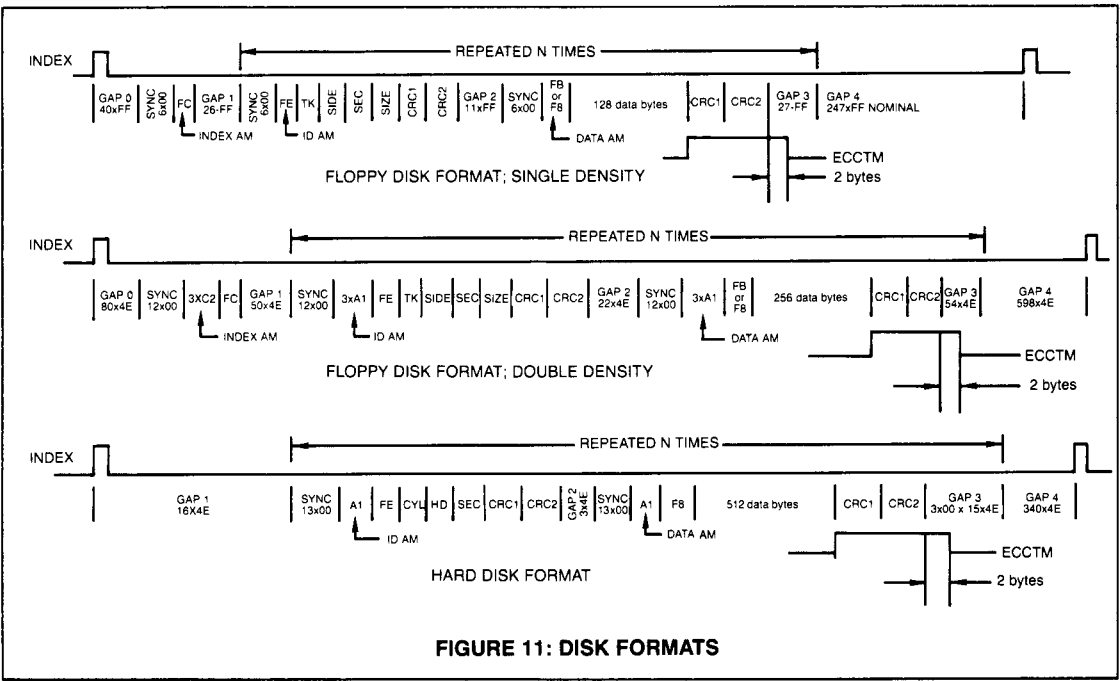 REPEATED N TIMES
INDEX
GAP 0 40xFF
SYNC 6x00
FC
GAP 1 26-FF
SYNC 6x00
FE
TK
SIDE
SEC
SIZE
CRC1
CRC2
GAP 2 11xFF
SYNC 6x00
FB or F8
128 data bytes
CRC1
CRC2
GAP 3 27-FF
GAP 4 247xFF NOMINAL
INDEX AM
ID AM
DATA AM
ECCTM
FLOPPY DISK FORMAT; SINGLE DENSITY
2 bytes
REPEATED N TIMES
INDEX
GAP 0 80x4E
SYNC 12x00
3XC2
FC
GAP 1 50x4E
SYNC 12x00
3xA1
FE
TK
SIDE
SEC
SIZE
CRC1
CRC2
GAP 2 22x4E
SYNC 12x00
3xA1
FB or F8
256 data bytes
CRC1
CRC2
GAP 3 54x4E
GAP 4 598x4E
INDEX AM
ID AM
DATA AM
ECCTM
FLOPPY DISK FORMAT; DOUBLE DENSITY
2 bytes
REPEATED N TIMES
INDEX
GAP 1 16X4E
SYNC 13x00
A1
FE
CYL
HD
SEC
CRC1
CRC2
GAP 2 3x4E
SYNC 13x00
A1
F8
512 data bytes
CRC1
CRC2
GAP 3 3x00 x 15x4E
GAP 4 340x4E
ID AM
DATA AM
ECCTM
HARD DISK FORMAT
2 bytes
FIGURE 11: DISK FORMATS